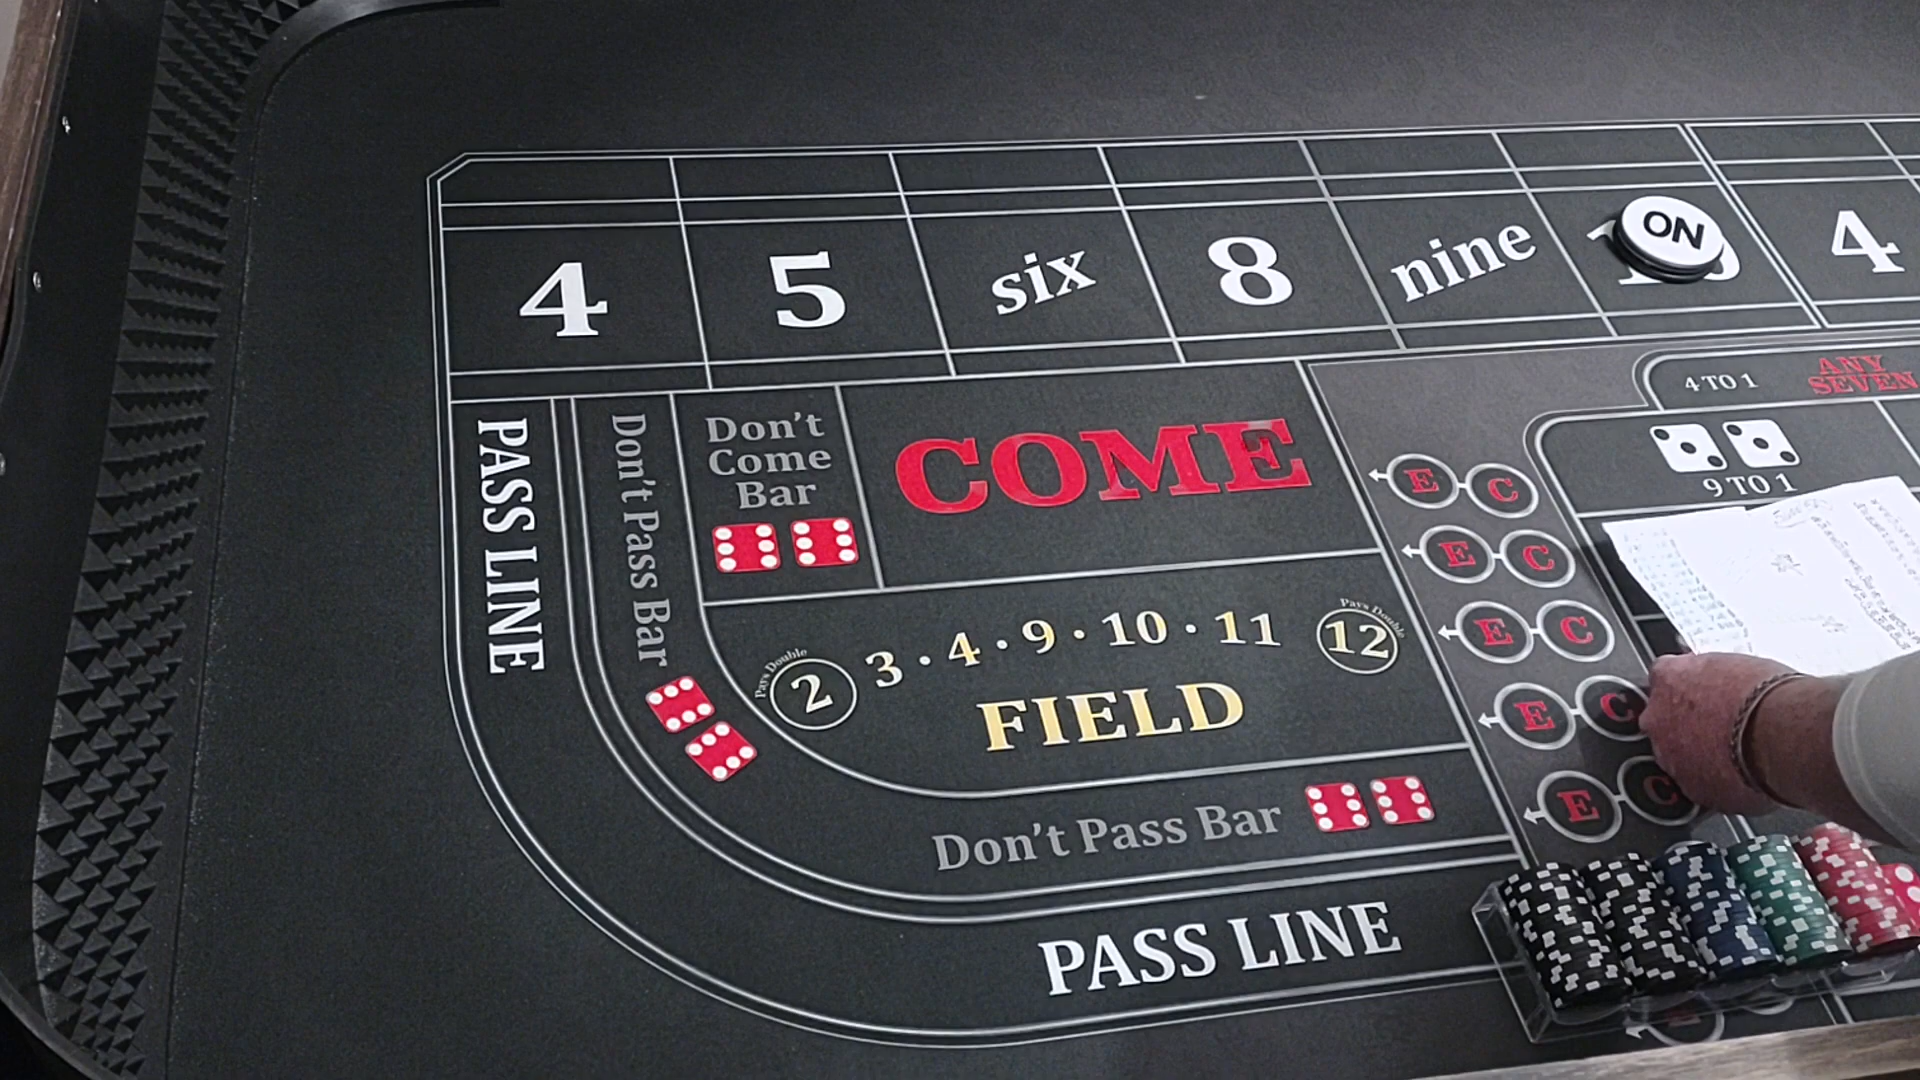 4
5
six
8
nine
10
ON
4
4 TO 1
ANY
SEVEN
9 TO 1
PASS LINE
Don't Pass Bar
Don't
Come
Bar
COME
E C
E C
E C
E C
E C
Pays Double
2
3 · 4 · 9 · 10 · 11
Pays Double
12
FIELD
Don't Pass Bar
PASS LINE